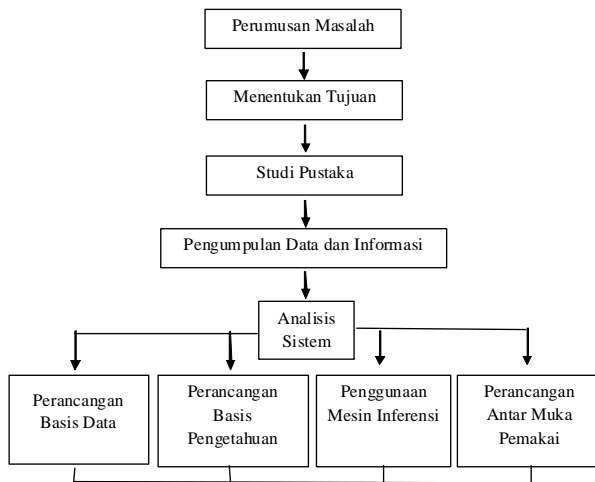 Perumusan Masalah
Menentukan Tujuan
Studi Pustaka
Pengumpulan Data dan Informasi
Analisis
Sistem
Perancangan
Basis Data
Perancangan
Basis
Pengetahuan
Penggunaan
Mesin Inferensi
Perancangan
Antar Muka
Pemakai